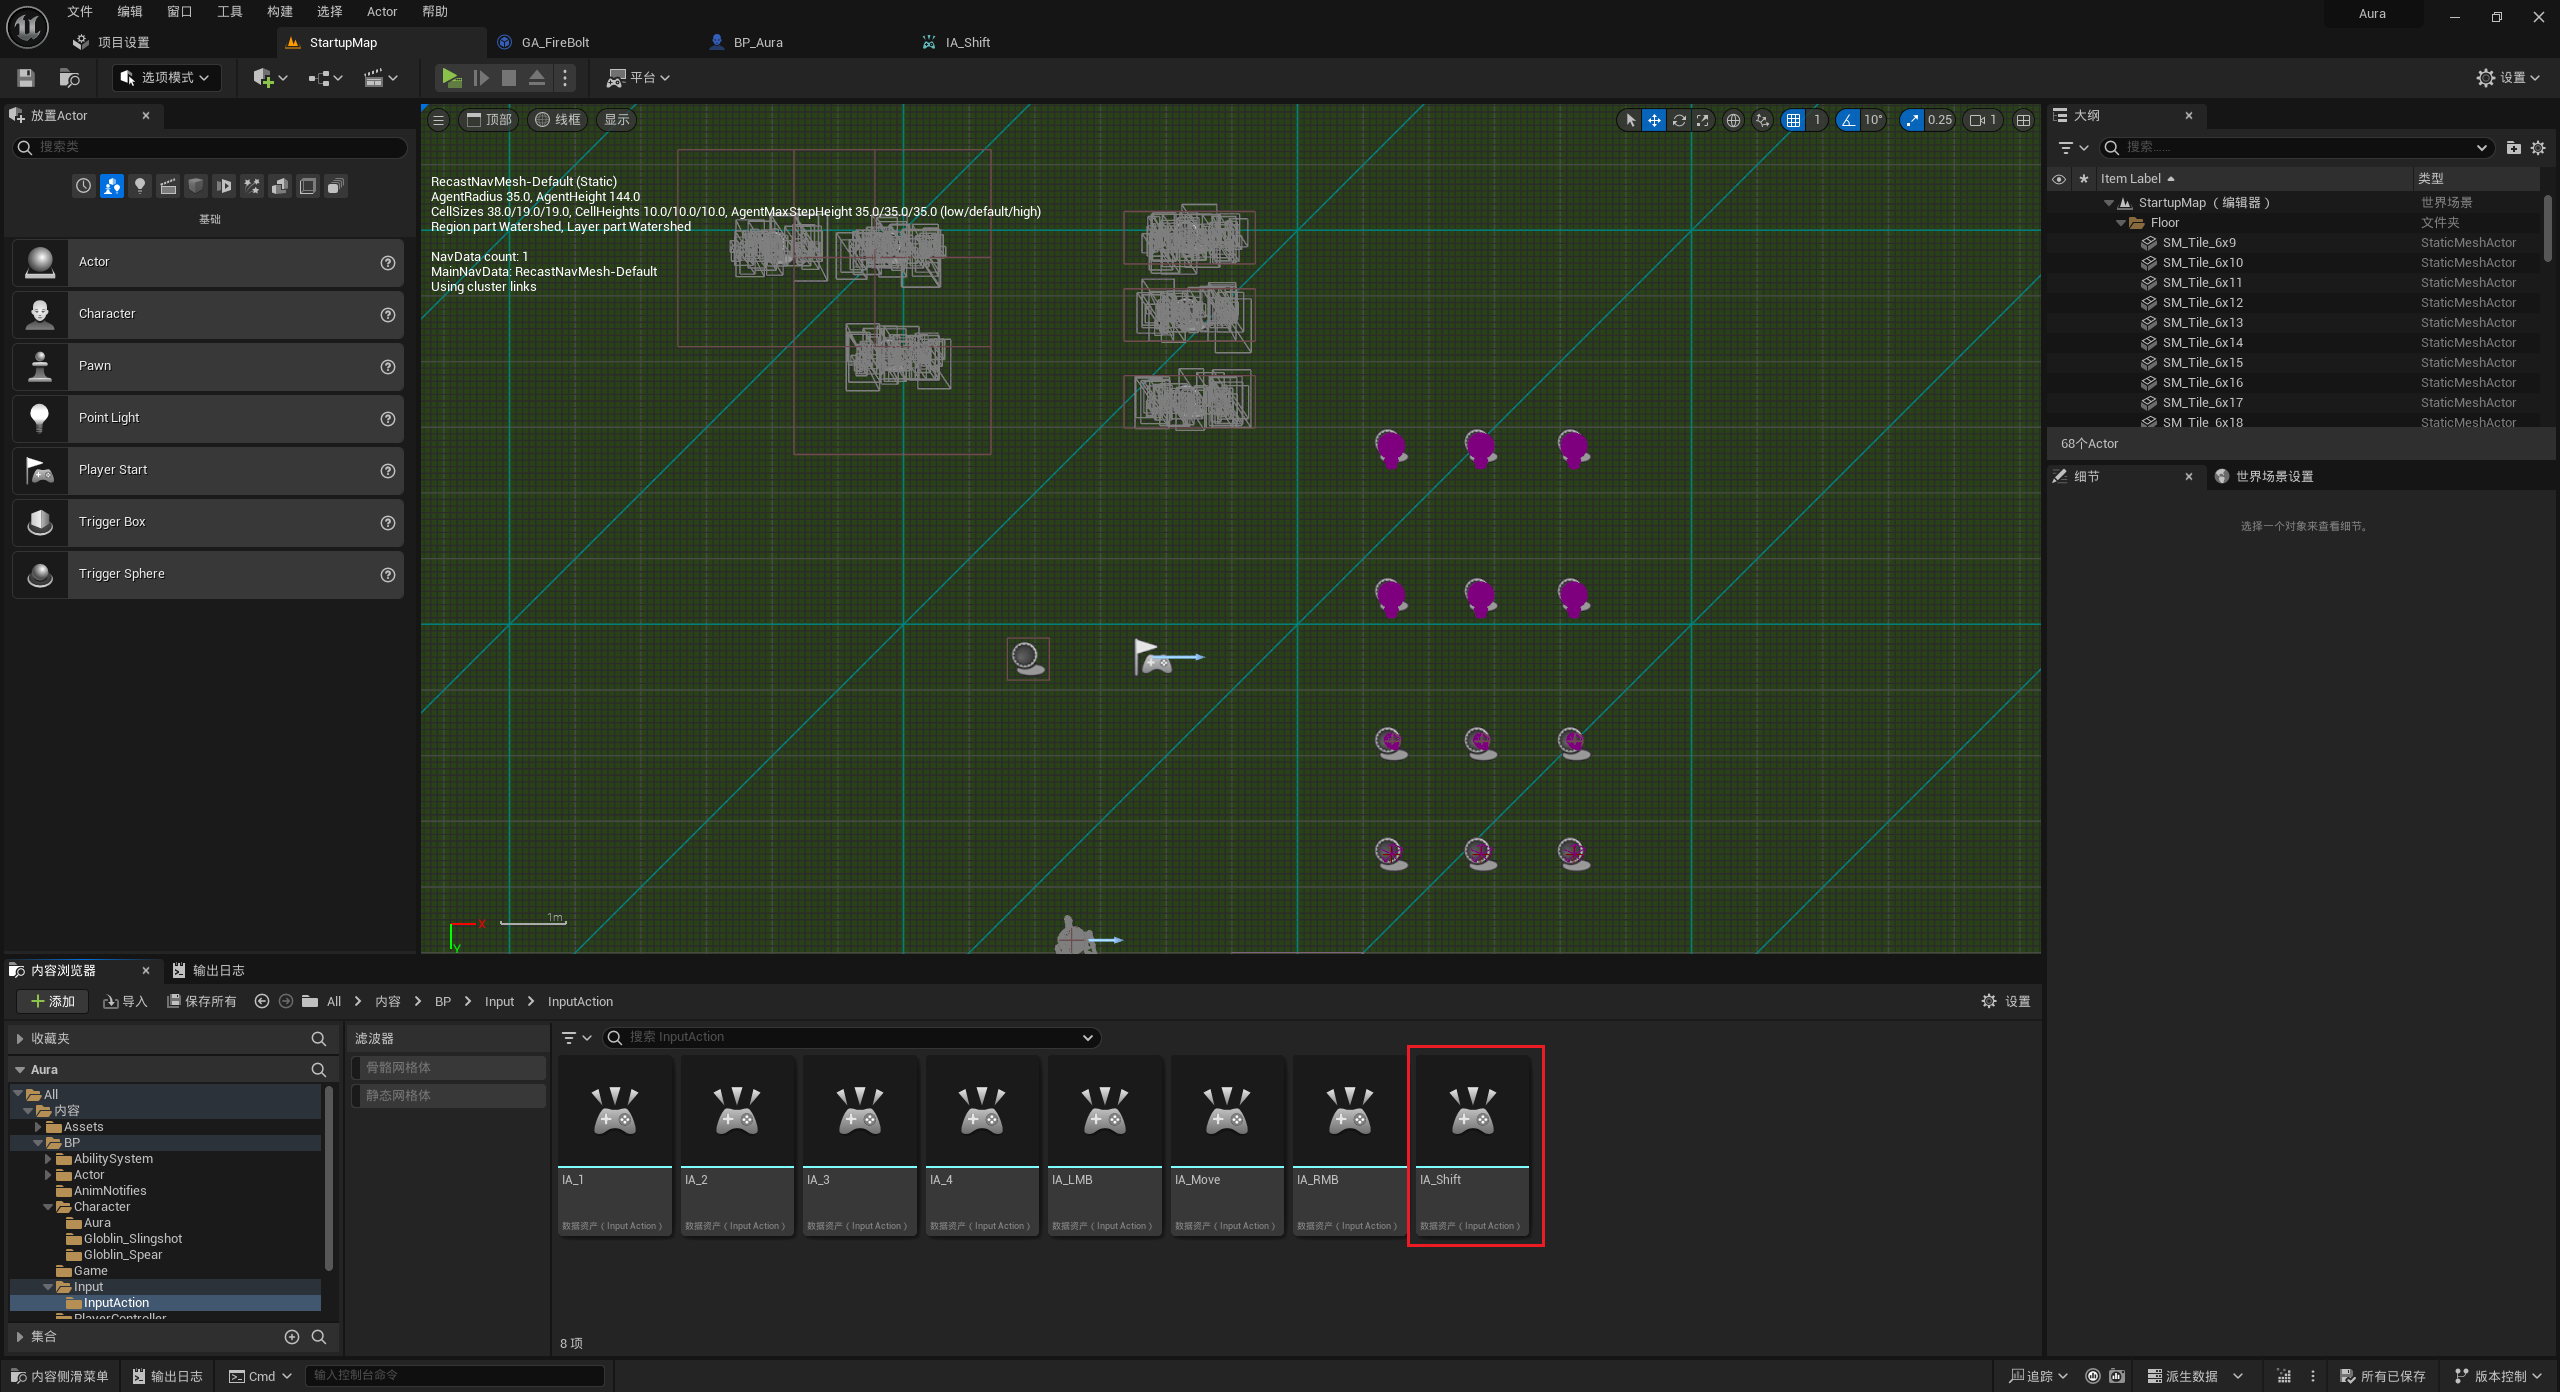 文件 编辑 窗口 工具 构建 选择 Actor 帮助
Aura
项目设置 StartupMap GA_FireBolt BP_Aura IA_Shift
选项模式 平台 设置
放置Actor
搜索类
基础
Actor
Character
Pawn
Point Light
Player Start
Trigger Box
Trigger Sphere
顶部 线框 显示
1 10° 0.25 1
RecastNavMesh-Default (Static)
AgentRadius 35.0, AgentHeight 144.0
CellSizes 38.0/19.0/19.0, CellHeights 10.0/10.0/10.0, AgentMaxStepHeight 35.0/35.0/35.0 (low/default/high)
Region part Watershed, Layer part Watershed
NavData count: 1
MainNavData: RecastNavMesh-Default
Using cluster links
1m
X
Y
大纲
搜索......
Item Label 类型
StartupMap（编辑器） 世界场景
Floor 文件夹
SM_Tile_6x9 StaticMeshActor
SM_Tile_6x10 StaticMeshActor
SM_Tile_6x11 StaticMeshActor
SM_Tile_6x12 StaticMeshActor
SM_Tile_6x13 StaticMeshActor
SM_Tile_6x14 StaticMeshActor
SM_Tile_6x15 StaticMeshActor
SM_Tile_6x16 StaticMeshActor
SM_Tile_6x17 StaticMeshActor
SM_Tile_6x18 StaticMeshActor
68个Actor
细节 世界场景设置
选择一个对象来查看细节。
内容浏览器 输出日志
添加 导入 保存所有 All 内容 BP Input InputAction 设置
收藏夹
Aura
All
内容
Assets
BP
AbilitySystem
Actor
AnimNotifies
Character
Aura
Globlin_Slingshot
Globlin_Spear
Game
Input
InputAction
PlayerController
集合
滤波器
骨骼网格体
静态网格体
搜索 InputAction
IA_1 IA_2 IA_3 IA_4 IA_LMB IA_Move IA_RMB IA_Shift
数据资产（Input Action） 数据资产（Input Action） 数据资产（Input Action） 数据资产（Input Action） 数据资产（Input Action） 数据资产（Input Action） 数据资产（Input Action） 数据资产（Input Action）
8 项
内容侧滑菜单 输出日志 Cmd 输入控制台命令 追踪 派生数据 所有已保存 版本控制